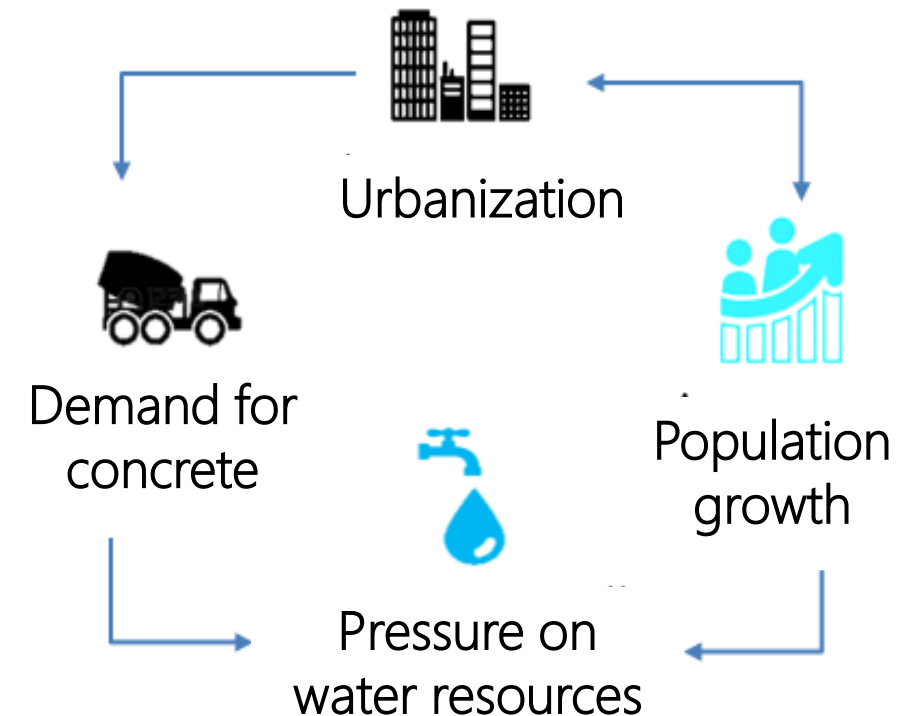 Urbanization
Demand for
concrete
Population
growth
Pressure on
water resources